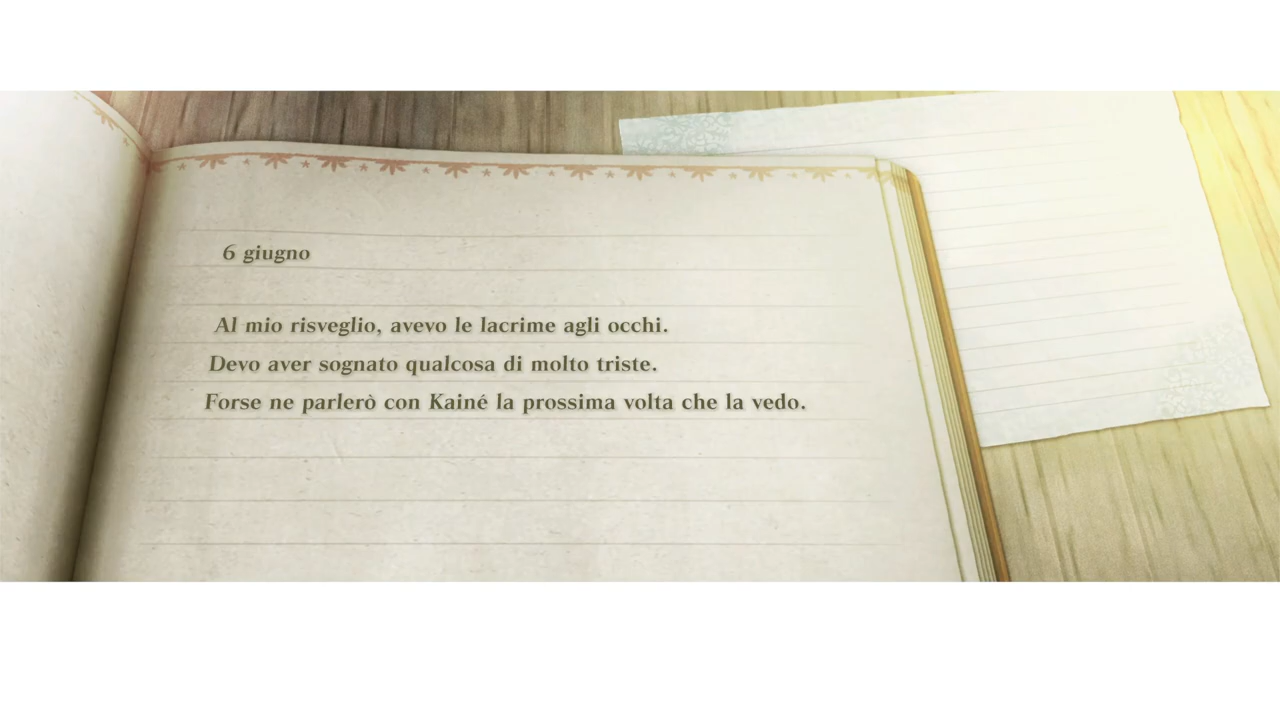 6 giugno
Al mio risveglio, avevo le lacrime agli occhi.
Devo aver sognato qualcosa di molto triste.
Forse ne parlerò con Kainé la prossima volta che la vedo.